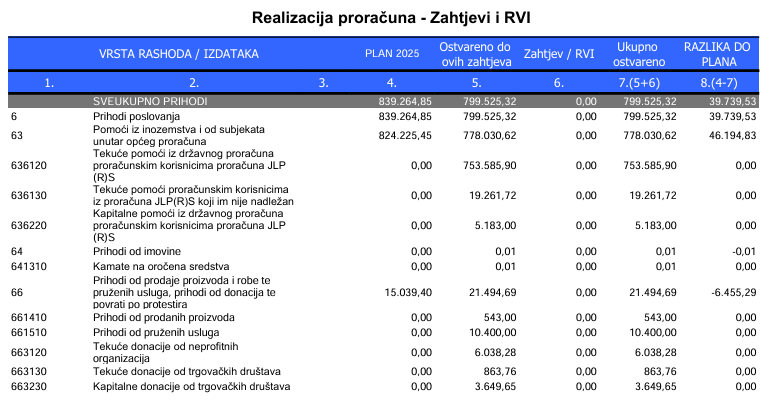 Realizacija proračuna - Zahtjevi i RVI
VRSTA RASHODA / IZDATAKA PLAN 2025 Ostvareno do ovih zahtjeva Zahtjev / RVI Ukupno ostvareno RAZLIKA DO PLANA
1. 2. 3. 4. 5. 6. 7.(5+6) 8.(4-7)
SVEUKUPNO PRIHODI 839.264,85 799.525,32 0,00 799.525,32 39.739,53
6 Prihodi poslovanja 839.264,85 799.525,32 0,00 799.525,32 39.739,53
63 Pomoći iz inozemstva i od subjekata
unutar općeg proračuna 824.225,45 778.030,62 0,00 778.030,62 46.194,83
Tekuće pomoći iz državnog proračuna
636120 proračunskim korisnicima proračuna JLP 0,00 753.585,90 0,00 753.585,90 0,00
(R)S
636130 Tekuće pomoći proračunskim korisnicima
iz proračuna JLP(R)S koji im nije nadležan 0,00 19.261,72 0,00 19.261,72 0,00
Kapitalne pomoći iz državnog proračuna
636220 proračunskim korisnicima proračuna JLP 0,00 5.183,00 0,00 5.183,00 0,00
(R)S
64 Prihodi od imovine 0,00 0,01 0,00 0,01 -0,01
641310 Kamate na oročena sredstva 0,00 0,01 0,00 0,01 0,00
Prihodi od prodaje proizvoda i robe te
66 pruženih usluga, prihodi od donacija te 15.039,40 21.494,69 0,00 21.494,69 -6.455,29
povrati po protestira
661410 Prihodi od prodanih proizvoda 0,00 543,00 0,00 543,00 0,00
661510 Prihodi od pruženih usluga 0,00 10.400,00 0,00 10.400,00 0,00
663120 Tekuće donacije od neprofitnih
organizacija 0,00 6.038,28 0,00 6.038,28 0,00
663130 Tekuće donacije od trgovačkih društava 0,00 863,76 0,00 863,76 0,00
663230 Kapitalne donacije od trgovačkih društava 0,00 3.649,65 0,00 3.649,65 0,00